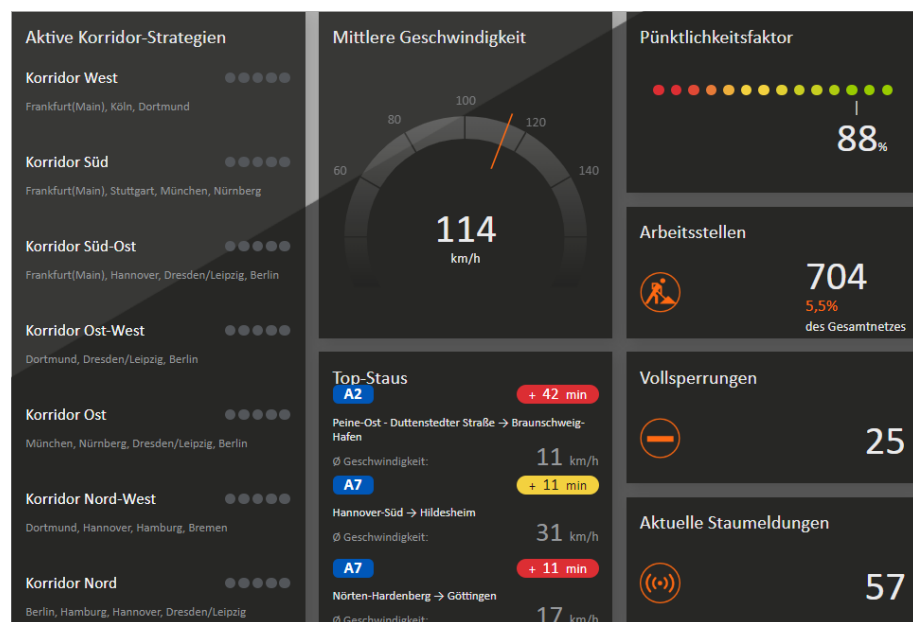 Aktive Korridor-Strategien
Korridor West
Frankfurt(Main), Köln, Dortmund
Korridor Süd
Frankfurt(Main), Stuttgart, München, Nürnberg
Korridor Süd-Ost
Frankfurt(Main), Hannover, Dresden/Leipzig, Berlin
Korridor Ost-West
Dortmund, Dresden/Leipzig, Berlin
Korridor Ost
München, Nürnberg, Dresden/Leipzig, Berlin
Korridor Nord-West
Dortmund, Hannover, Hamburg, Bremen
Korridor Nord
Berlin, Hamburg, Hannover, Dresden/Leipzig
Mittlere Geschwindigkeit
60
80
100
120
140
114
km/h
Top-Staus
A2 + 42 min
Peine-Ost - Duttenstedter Straße → Braunschweig-
Hafen
Ø Geschwindigkeit: 11 km/h
A7 + 11 min
Hannover-Süd → Hildesheim
Ø Geschwindigkeit: 31 km/h
A7 + 11 min
Nörten-Hardenberg → Göttingen
Ø Geschwindigkeit: 17 km/h
Pünktlichkeitsfaktor
88%
Arbeitsstellen
704
5,5%
des Gesamtnetzes
Vollsperrungen
25
Aktuelle Staumeldungen
57